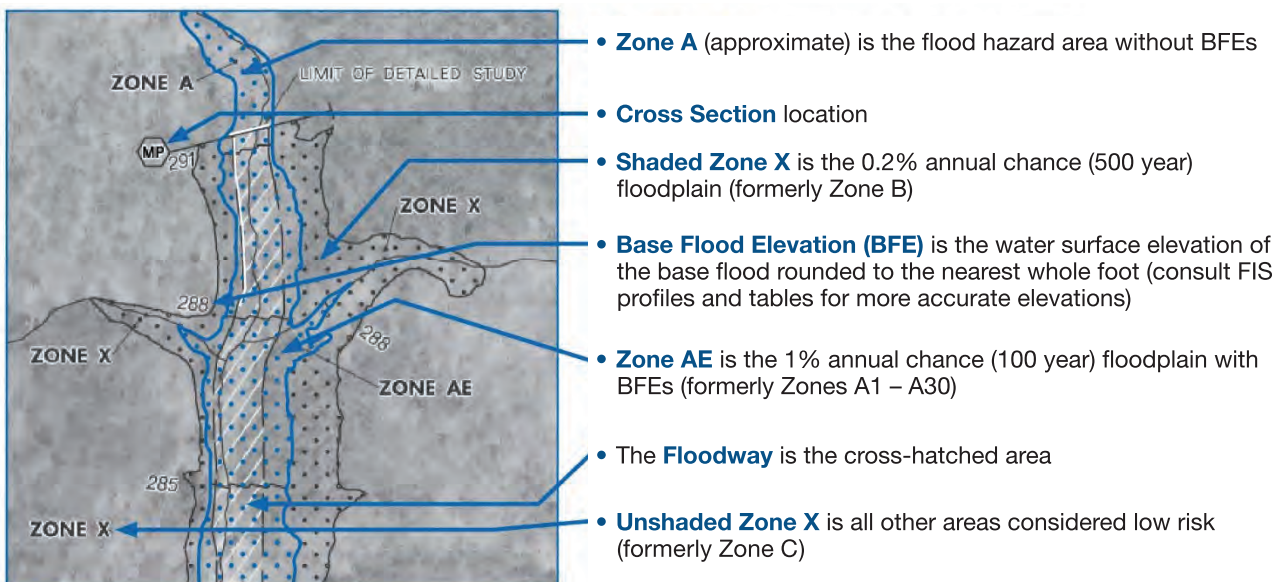 ZONE A
LIMIT OF DETAILED STUDY
MP
291
ZONE X
288
288
ZONE X
ZONE AE
285
ZONE X
• Zone A (approximate) is the flood hazard area without BFEs
• Cross Section location
• Shaded Zone X is the 0.2% annual chance (500 year)
floodplain (formerly Zone B)
• Base Flood Elevation (BFE) is the water surface elevation of
the base flood rounded to the nearest whole foot (consult FIS
profiles and tables for more accurate elevations)
• Zone AE is the 1% annual chance (100 year) floodplain with
BFEs (formerly Zones A1 – A30)
• The Floodway is the cross-hatched area
• Unshaded Zone X is all other areas considered low risk
(formerly Zone C)